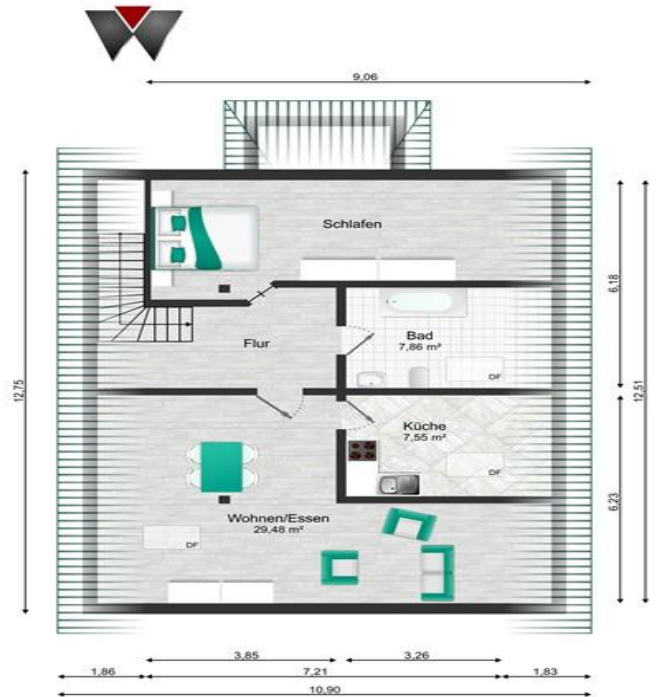 9,06
Schlafen
12,75
6,18
12,51
Flur
Bad
7,86 m²
DF
Küche
7,55 m²
DF
6,23
Wohnen/Essen
29,48 m²
DF
3,85
3,26
1,86
7,21
1,83
10,90